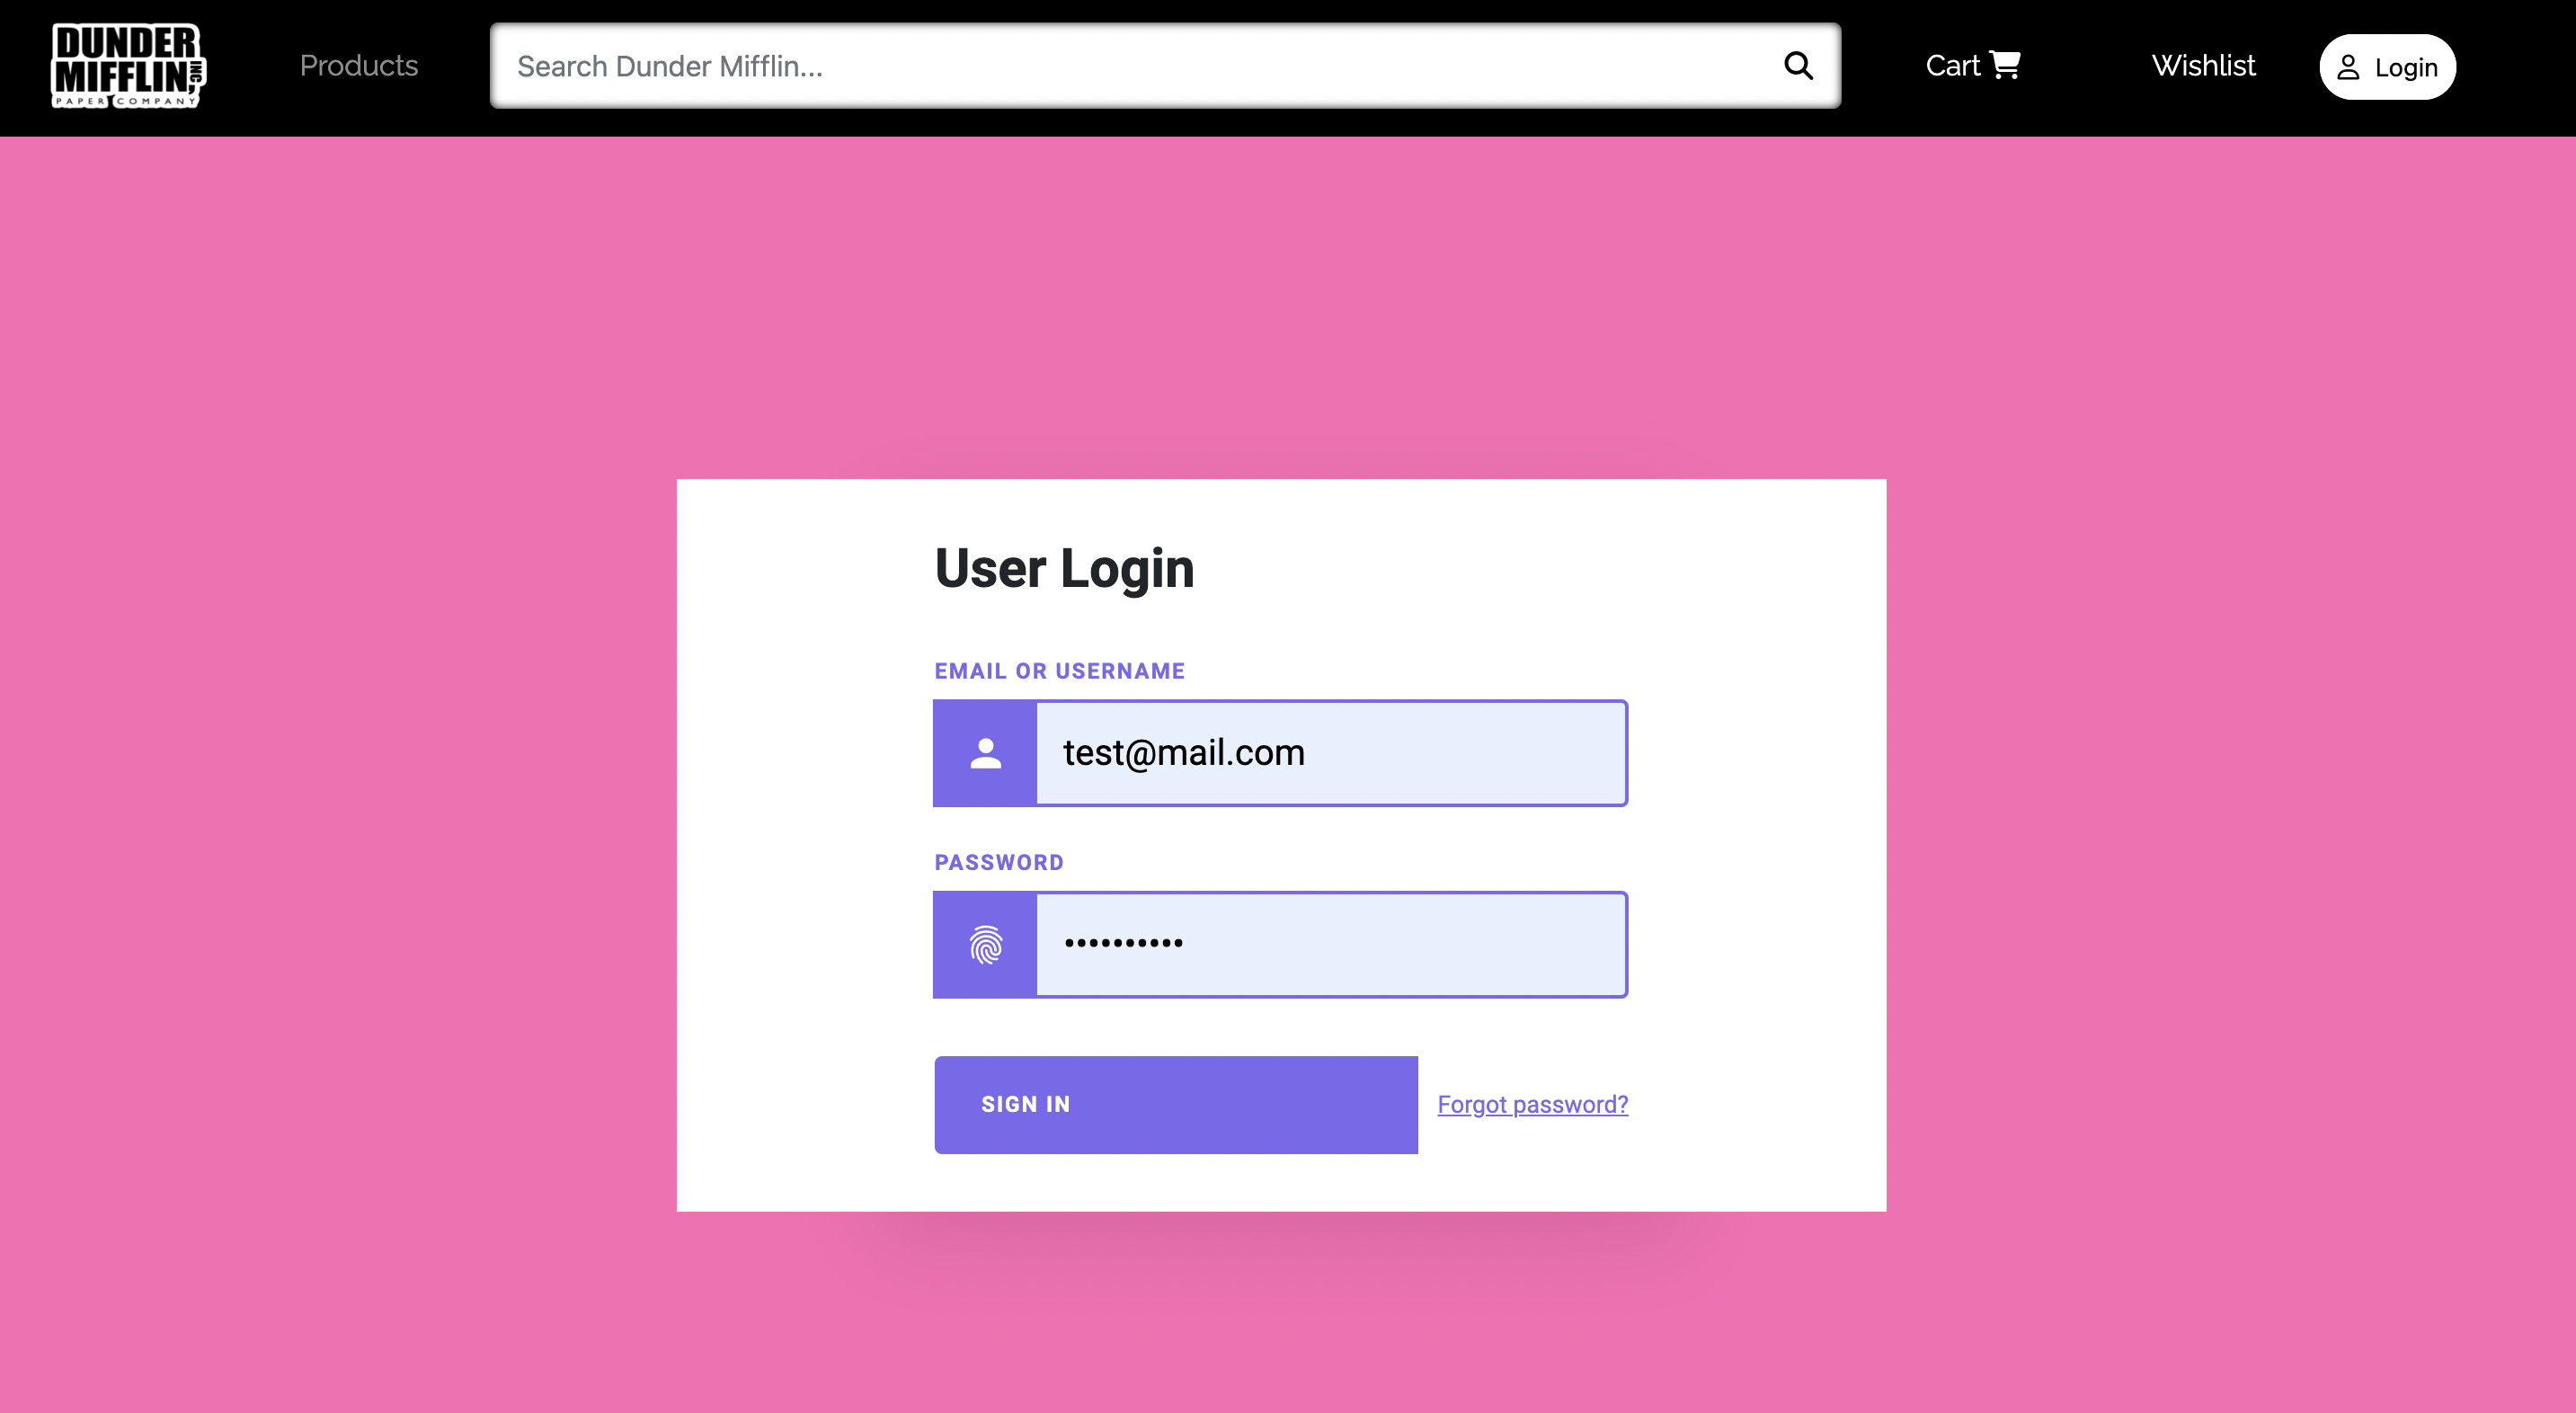 DUNDER
MIFFLIN INC,
PAPER COMPANY
Products
Search Dunder Mifflin...
Cart
Wishlist
Login
User Login
EMAIL OR USERNAME
test@mail.com
PASSWORD
••••••••••
SIGN IN
Forgot password?